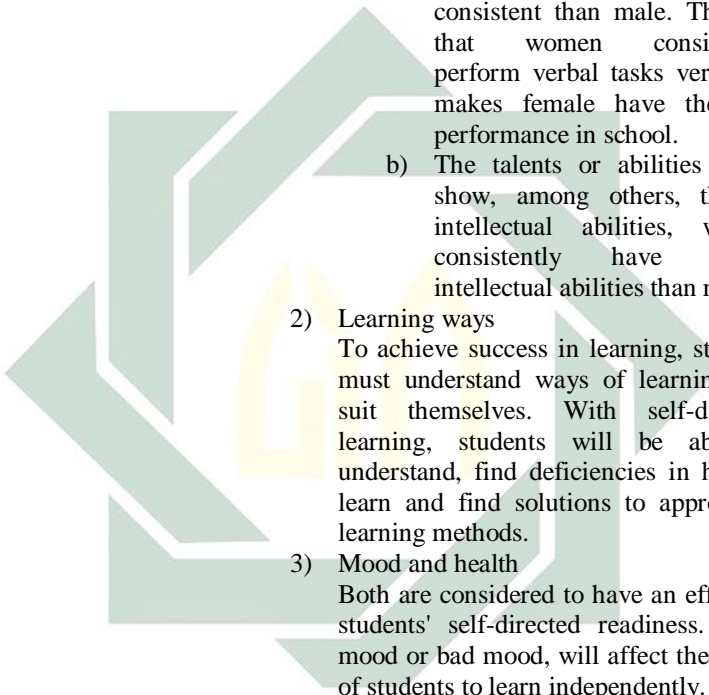 consistent than male. Th
that women consi
perform verbal tasks ver
makes female have the
performance in school.
b) The talents or abilities
show, among others, t
intellectual abilities, w
consistently have
intellectual abilities than
2) Learning ways
To achieve success in learning, st
must understand ways of learnin
suit themselves. With self-d
learning, students will be ab
understand, find deficiencies in h
learn and find solutions to appr
learning methods.
3) Mood and health
Both are considered to have an eff
students' self-directed readiness.
mood or bad mood, will affect the
of students to learn independently.